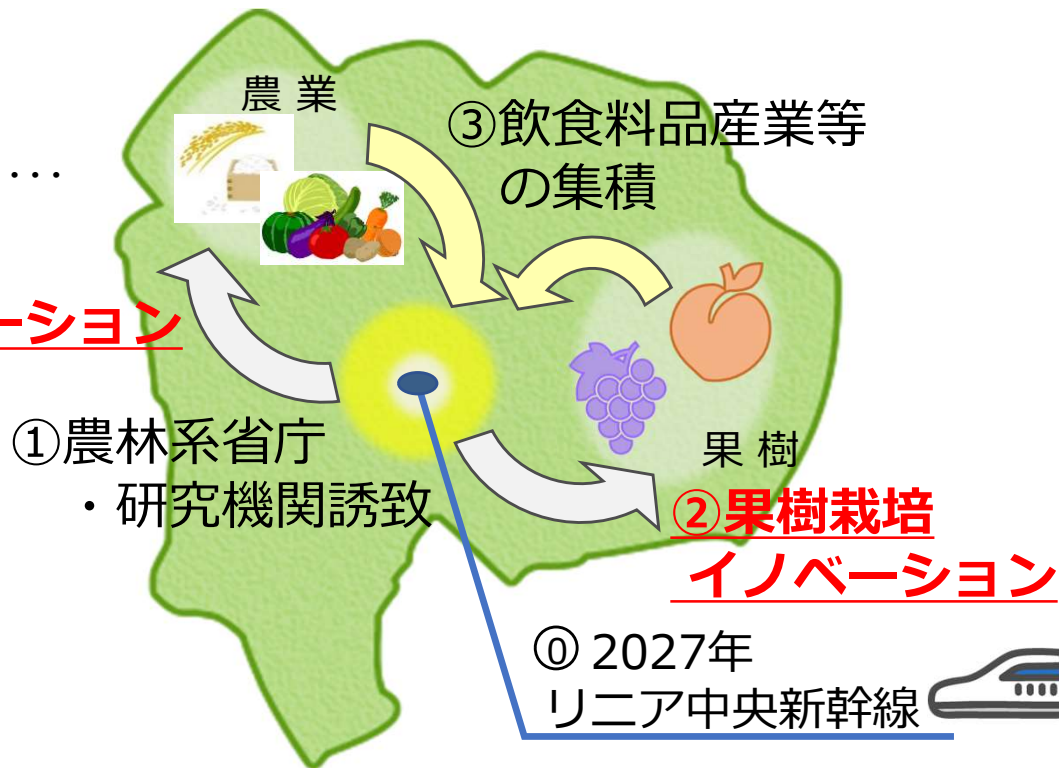 農 業
③飲食料品産業等
の集積
...
ーション
①農林系省庁
・研究機関誘致
果 樹
②果樹栽培
イノベーション
⓪ 2027年
リニア中央新幹線